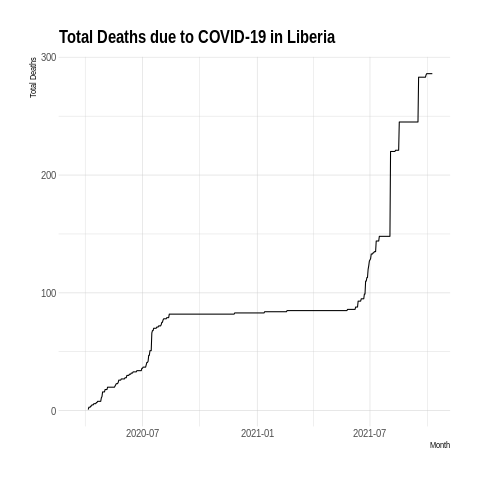 Total Deaths due to COVID-19 in Liberia
Total Deaths
300
200
100
0
2020-07
2021-01
2021-07
Month